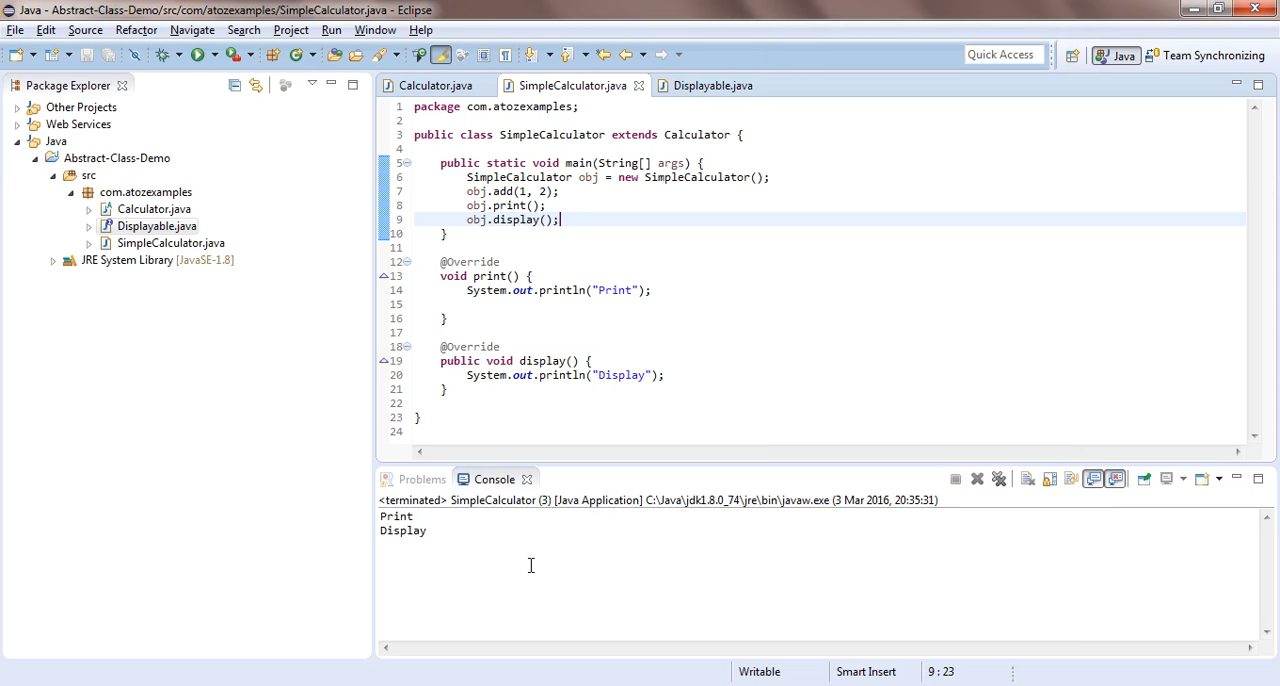 Java - Abstract-Class-Demo/src/com/atozexamples/SimpleCalculator.java - Eclipse
File Edit Source Refactor Navigate Search Project Run Window Help
Quick Access
Java
Team Synchronizing
Package Explorer
Other Projects
Web Services
Java
Abstract-Class-Demo
src
com.atozexamples
Calculator.java
Displayable.java
SimpleCalculator.java
JRE System Library [JavaSE-1.8]
Calculator.java SimpleCalculator.java Displayable.java
1 package com.atozexamples;
2
3 public class SimpleCalculator extends Calculator {
4
5 public static void main(String[] args) {
6 SimpleCalculator obj = new SimpleCalculator();
7 obj.add(1, 2);
8 obj.print();
9 obj.display();
10 }
11
12 @Override
13 void print() {
14 System.out.println("Print");
15
16 }
17
18 @Override
19 public void display() {
20 System.out.println("Display");
21 }
22
23 }
24
Problems Console
<terminated> SimpleCalculator (3) [Java Application] C:\Java\jdk1.8.0_74\jre\bin\javaw.exe (3 Mar 2016, 20:35:31)
Print
Display
Writable Smart Insert 9 : 23